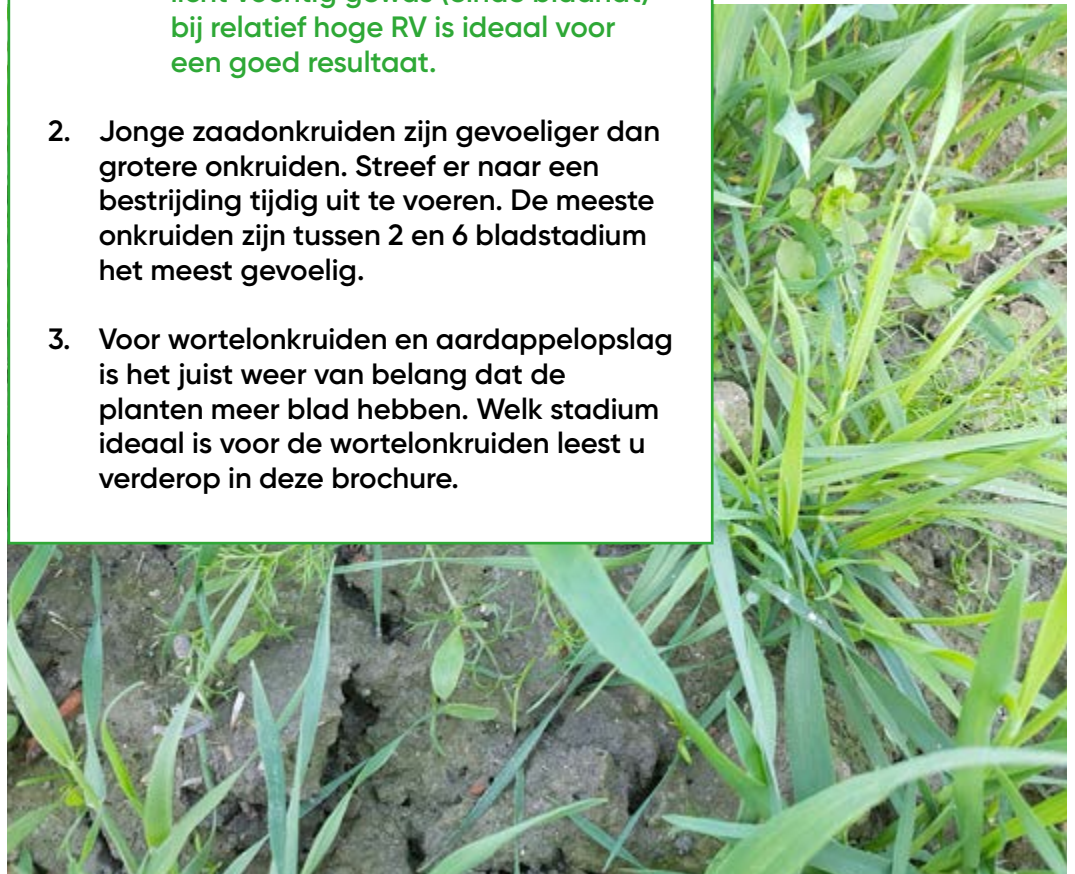 bij relatief hoge RV is ideaal voor
een goed resultaat.
2. Jonge zaadonkruiden zijn gevoeliger dan
grotere onkruiden. Streef er naar een
bestrijding tijdig uit te voeren. De meeste
onkruiden zijn tussen 2 en 6 bladstadium
het meest gevoelig.
3. Voor wortelonkruiden en aardappelopslag
is het juist weer van belang dat de
planten meer blad hebben. Welk stadium
ideaal is voor de wortelonkruiden leest u
verderop in deze brochure.